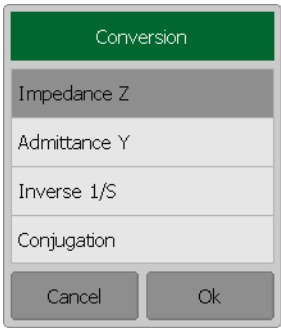 Conversion
Impedance Z
Admittance Y
Inverse 1/S
Conjugation
Cancel Ok